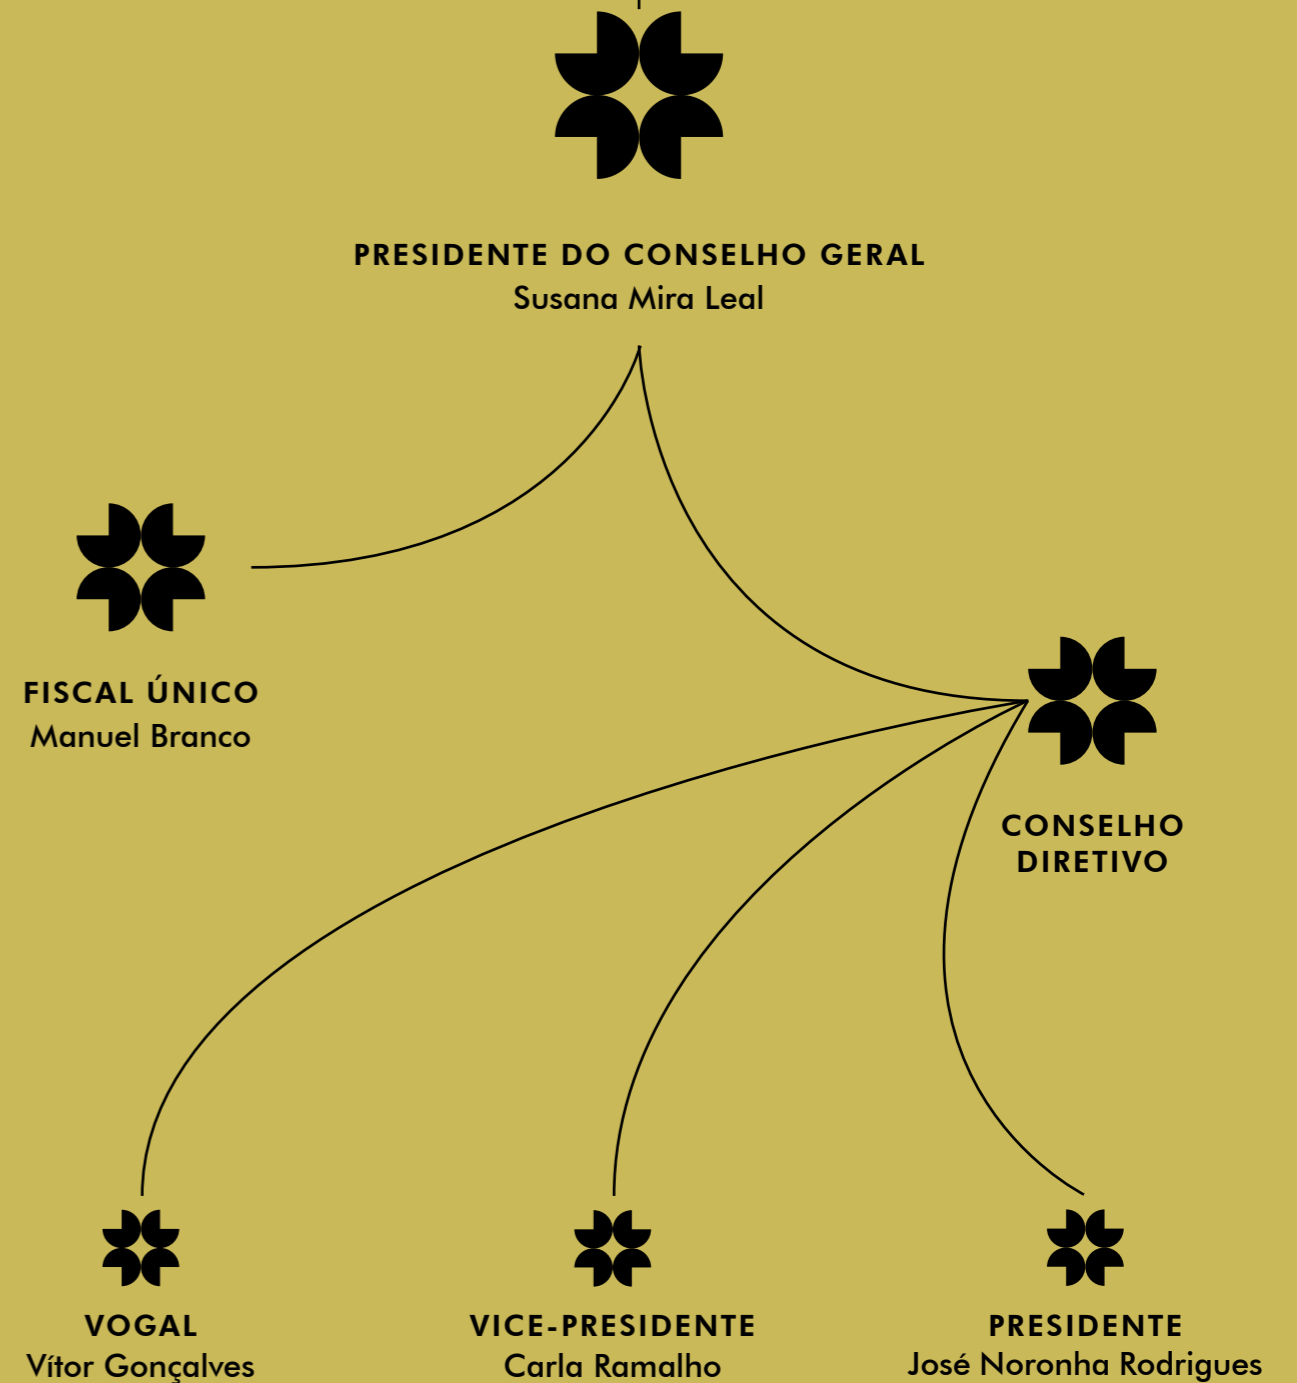 PRESIDENTE DO CONSELHO GERAL
Susana Mira Leal
FISCAL ÚNICO
Manuel Branco
CONSELHO
DIRETIVO
VOGAL
Vítor Gonçalves
VICE-PRESIDENTE
Carla Ramalho
PRESIDENTE
José Noronha Rodrigues